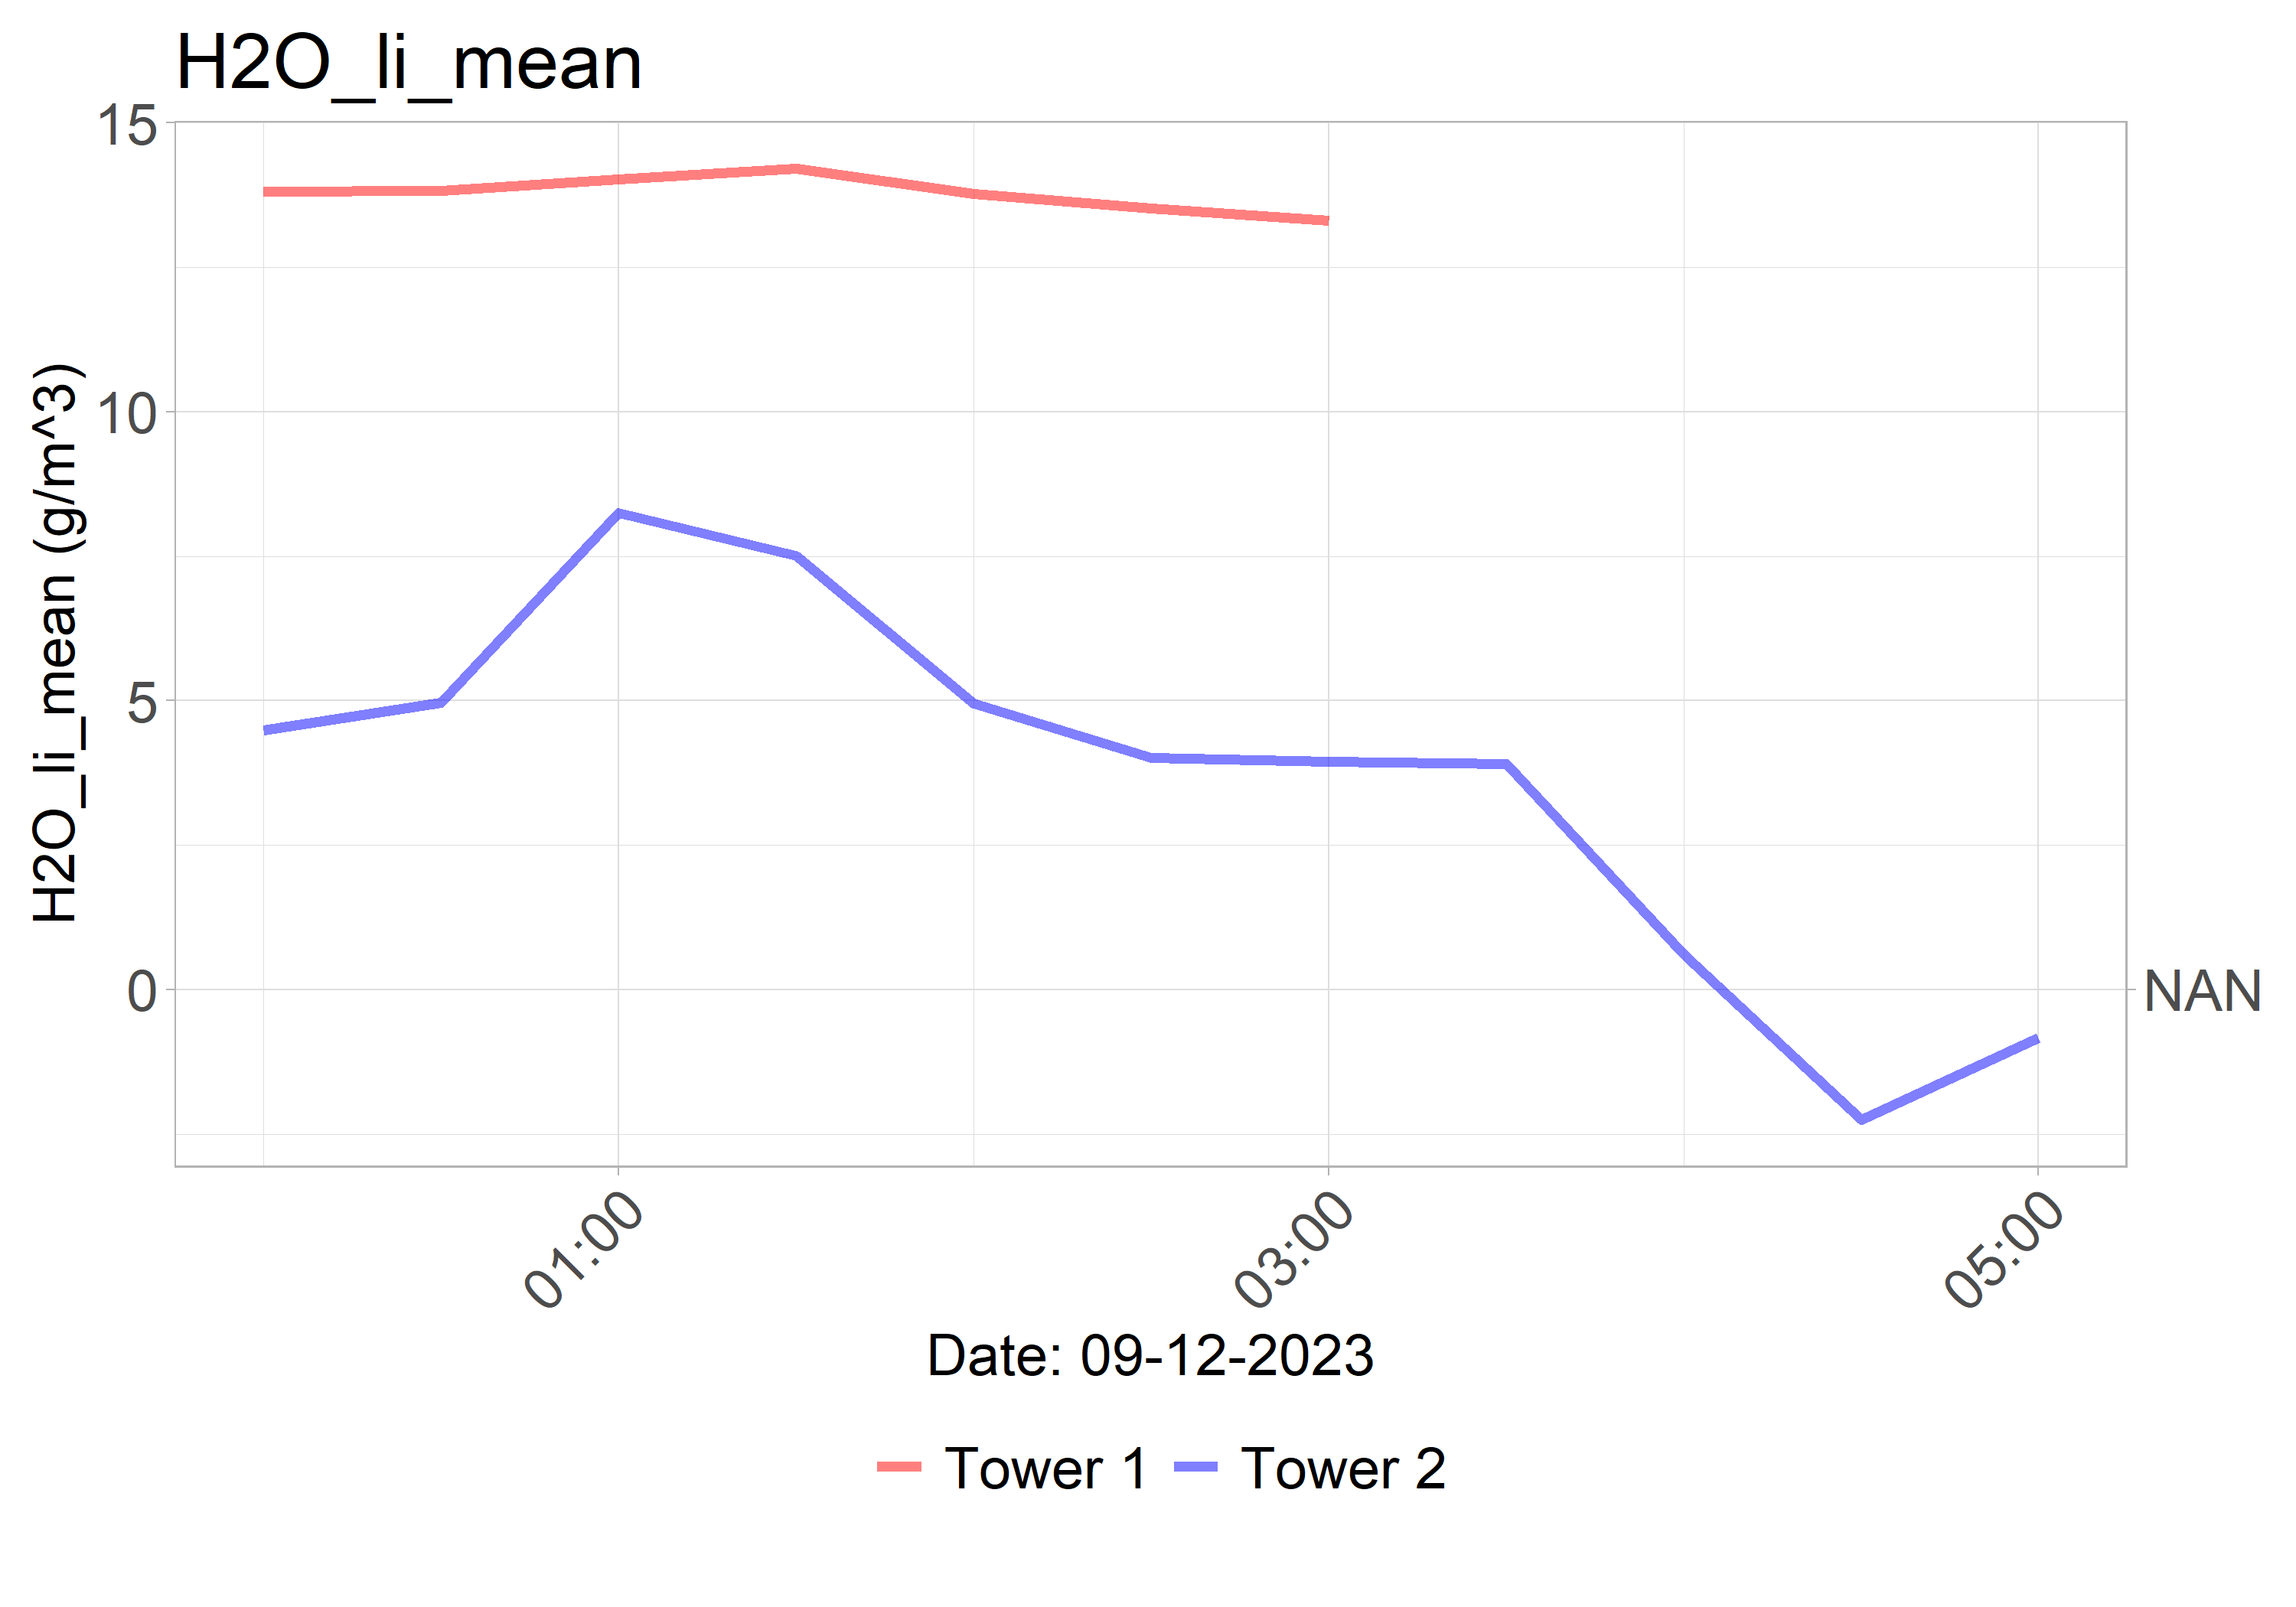 H2O_li_mean
H2O_li_mean (g/m^3)
15
10
5
0
NAN
01:00
03:00
05:00
Date: 09-12-2023
Tower 1
Tower 2